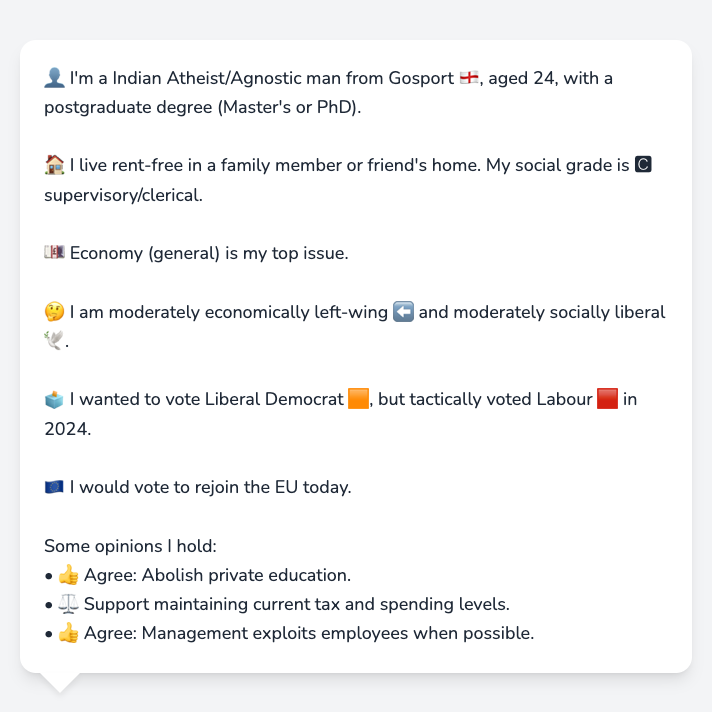 👤 I'm a Indian Atheist/Agnostic man from Gosport 🏴󠁧󠁢󠁥󠁮󠁧󠁿, aged 24, with a
postgraduate degree (Master's or PhD).
🏠 I live rent-free in a family member or friend's home. My social grade is 🅲
supervisory/clerical.
💷 Economy (general) is my top issue.
🤔 I am moderately economically left-wing ⬅️ and moderately socially liberal
🕊️.
🗳️ I wanted to vote Liberal Democrat 🟧, but tactically voted Labour 🟥 in
2024.
🇪🇺 I would vote to rejoin the EU today.
Some opinions I hold:
• 👍 Agree: Abolish private education.
• ⚖️ Support maintaining current tax and spending levels.
• 👍 Agree: Management exploits employees when possible.